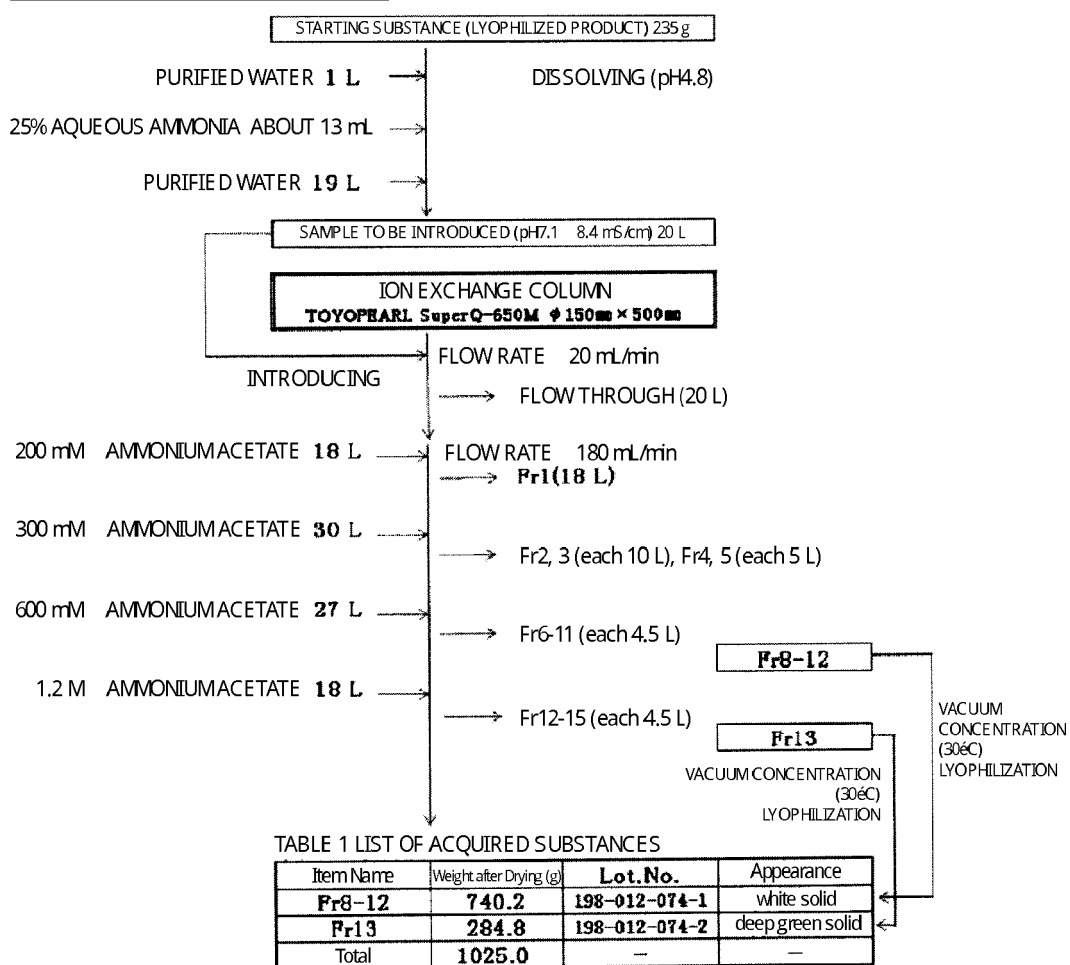 STARTING SUBSTANCE (LYOPHILIZED PRODUCT) 235 g
PURIFIED WATER 1 L
DISSOLVING (pH4.8)
25% AQUEOUS AMMONIA ABOUT 13 mL
PURIFIED WATER 19 L
SAMPLE TO BE INTRODUCED (pH7.1 8.4 mS/cm) 20 L
ION EXCHANGE COLUMN
TOYOPEARL SuperQ-650M φ150mm×500mm
FLOW RATE 20 mL/min
INTRODUCING
FLOW THROUGH (20 L)
200 mM AMMONIUM ACETATE 18 L
FLOW RATE 180 mL/min
Fr1(18 L)
300 mM AMMONIUM ACETATE 30 L
Fr2, 3 (each 10 L), Fr4, 5 (each 5 L)
600 mM AMMONIUM ACETATE 27 L
Fr6-11 (each 4.5 L)
Fr8-12
1.2 M AMMONIUM ACETATE 18 L
Fr12-15 (each 4.5 L)
Fr13
VACUUM
CONCENTRATION
(30éC)
LYOPHILIZATION
VACUUM CONCENTRATION
(30éC)
LYOPHILIZATION
TABLE 1 LIST OF ACQUIRED SUBSTANCES
Item Name Weight after Drying (g) Lot.No. Appearance
Fr8-12 740.2 198-012-074-1 white solid
Fr13 284.8 198-012-074-2 deep green solid
Total 1025.0 — —